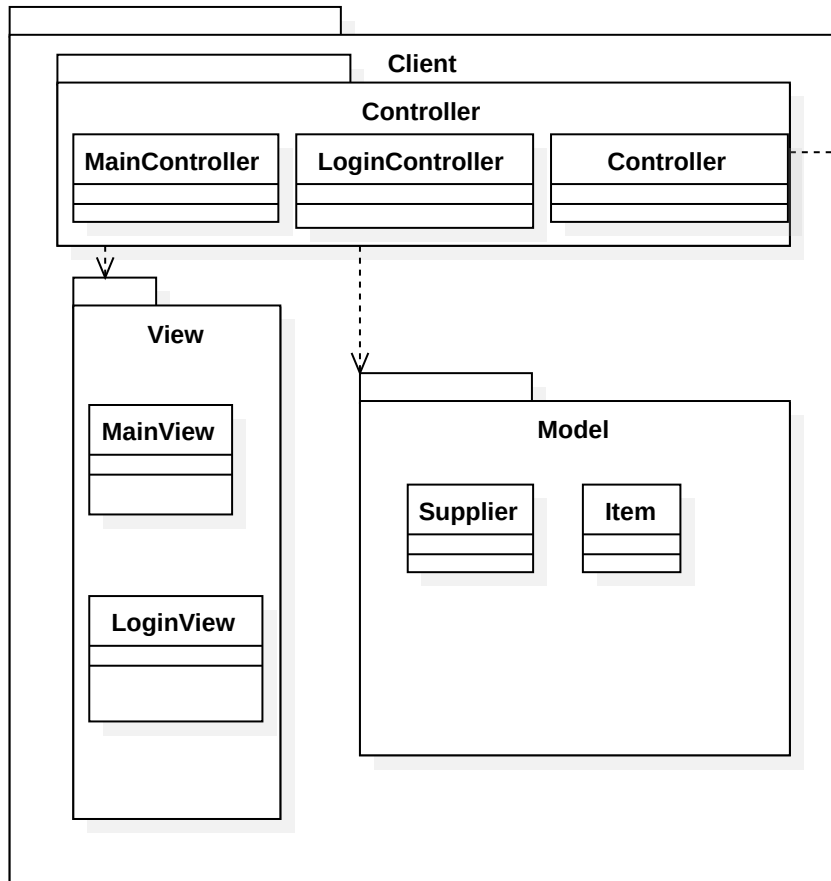 Client
Controller
MainController
LoginController
Controller
View
MainView
LoginView
Model
Supplier
Item